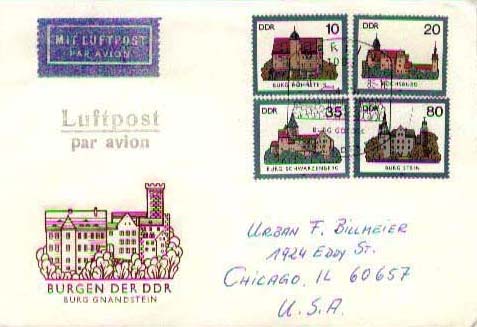 MIT LUFTPOST
PAR AVION
Luftpost
par avion
DDR 10
BURG
DDR 20
HOCHBURG
DDR 35
BURG SCHWARZENBERG
DDR 80
BURG STEIN
BURGEN DER DDR
BURG GNANDSTEIN
URBAN F. BILLMEIER
1924 EDDY ST.
CHICAGO, IL 60657
U.S.A.